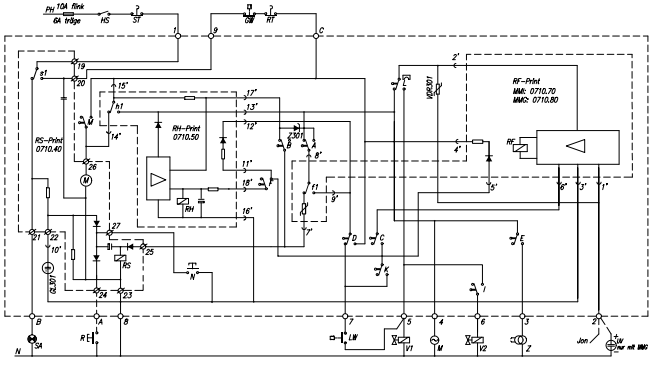 PH 10A flink
6A träge
HS
ST
GW
RT
1
9
C
19
20
s1
15'
17'
h1
13'
12'
M
14'
RS-Print
0710.40
RH-Print
0710.50
Z301
B
A
8'
L
VDR301
2'
RF-Print
MMI: 0710.70
MMG: 0710.80
RF
4'
5'
6'
3'
1'
26
M
11'
18'
F
RH
16'
f1
9'
7'
21
22
27
10'
GL301
RS
25
24
23
N
D
C
K
E
I
B
A
8
7
5
4
6
3
2
SA
R
LW
V1
M
V2
Z
Jon
UV
nur mit MMG
N